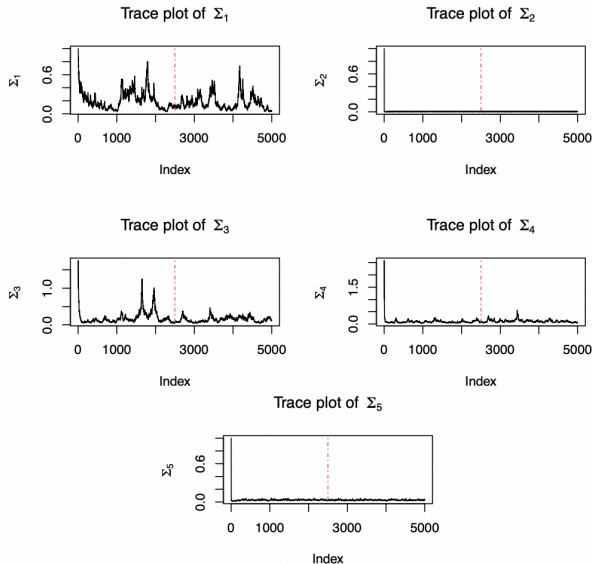 Trace plot of Σ1
Trace plot of Σ2
Σ1
0.0 0.6
0 1000 3000 5000
Index
Σ2
0.0 0.6
0 1000 3000 5000
Index
Trace plot of Σ3
Trace plot of Σ4
Σ3
0.0 1.0
0 1000 3000 5000
Index
Σ4
0.0 1.5
0 1000 3000 5000
Index
Trace plot of Σ5
Σ5
0.0 0.6
0 1000 3000 5000
Index